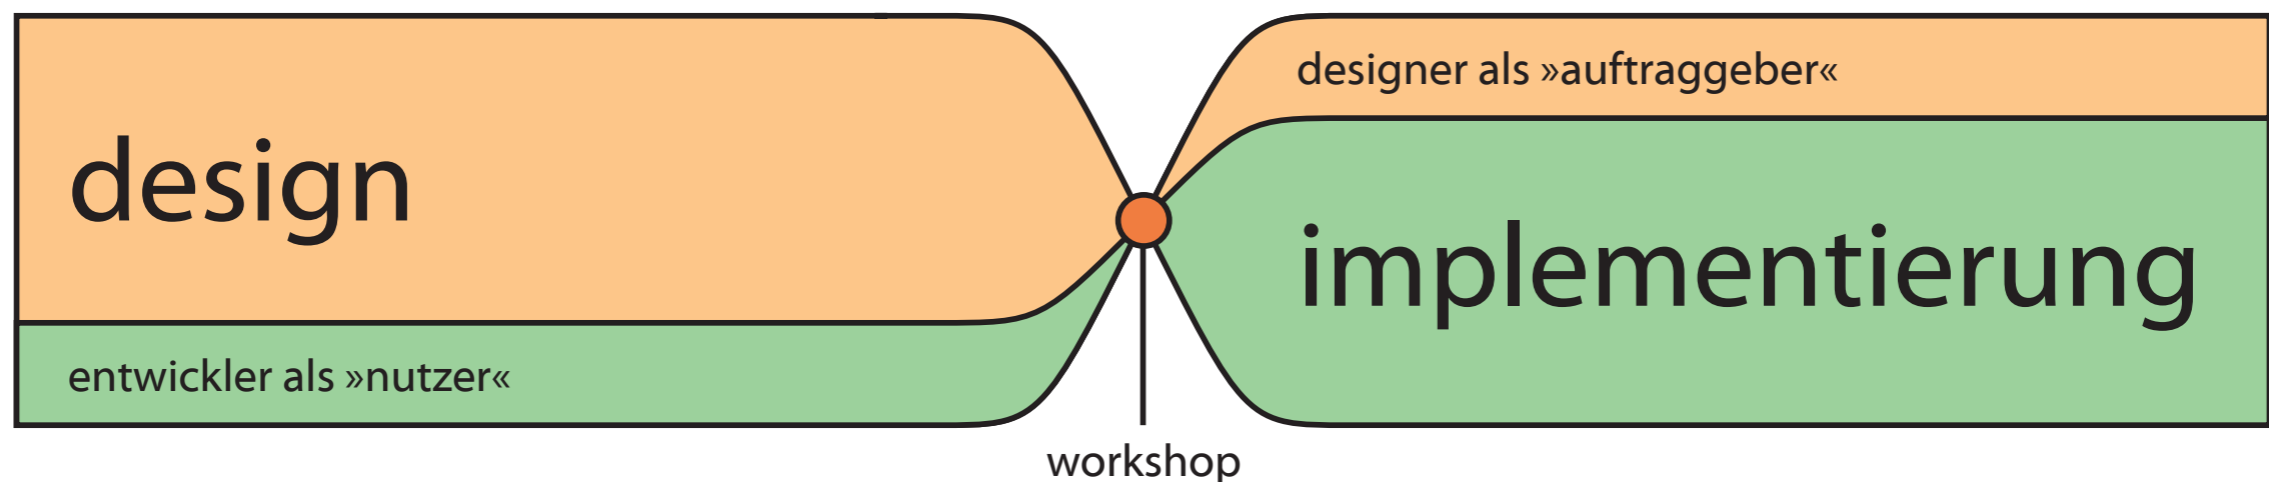 design
entwickler als »nutzer«
workshop
designer als »auftraggeber«
implementierung